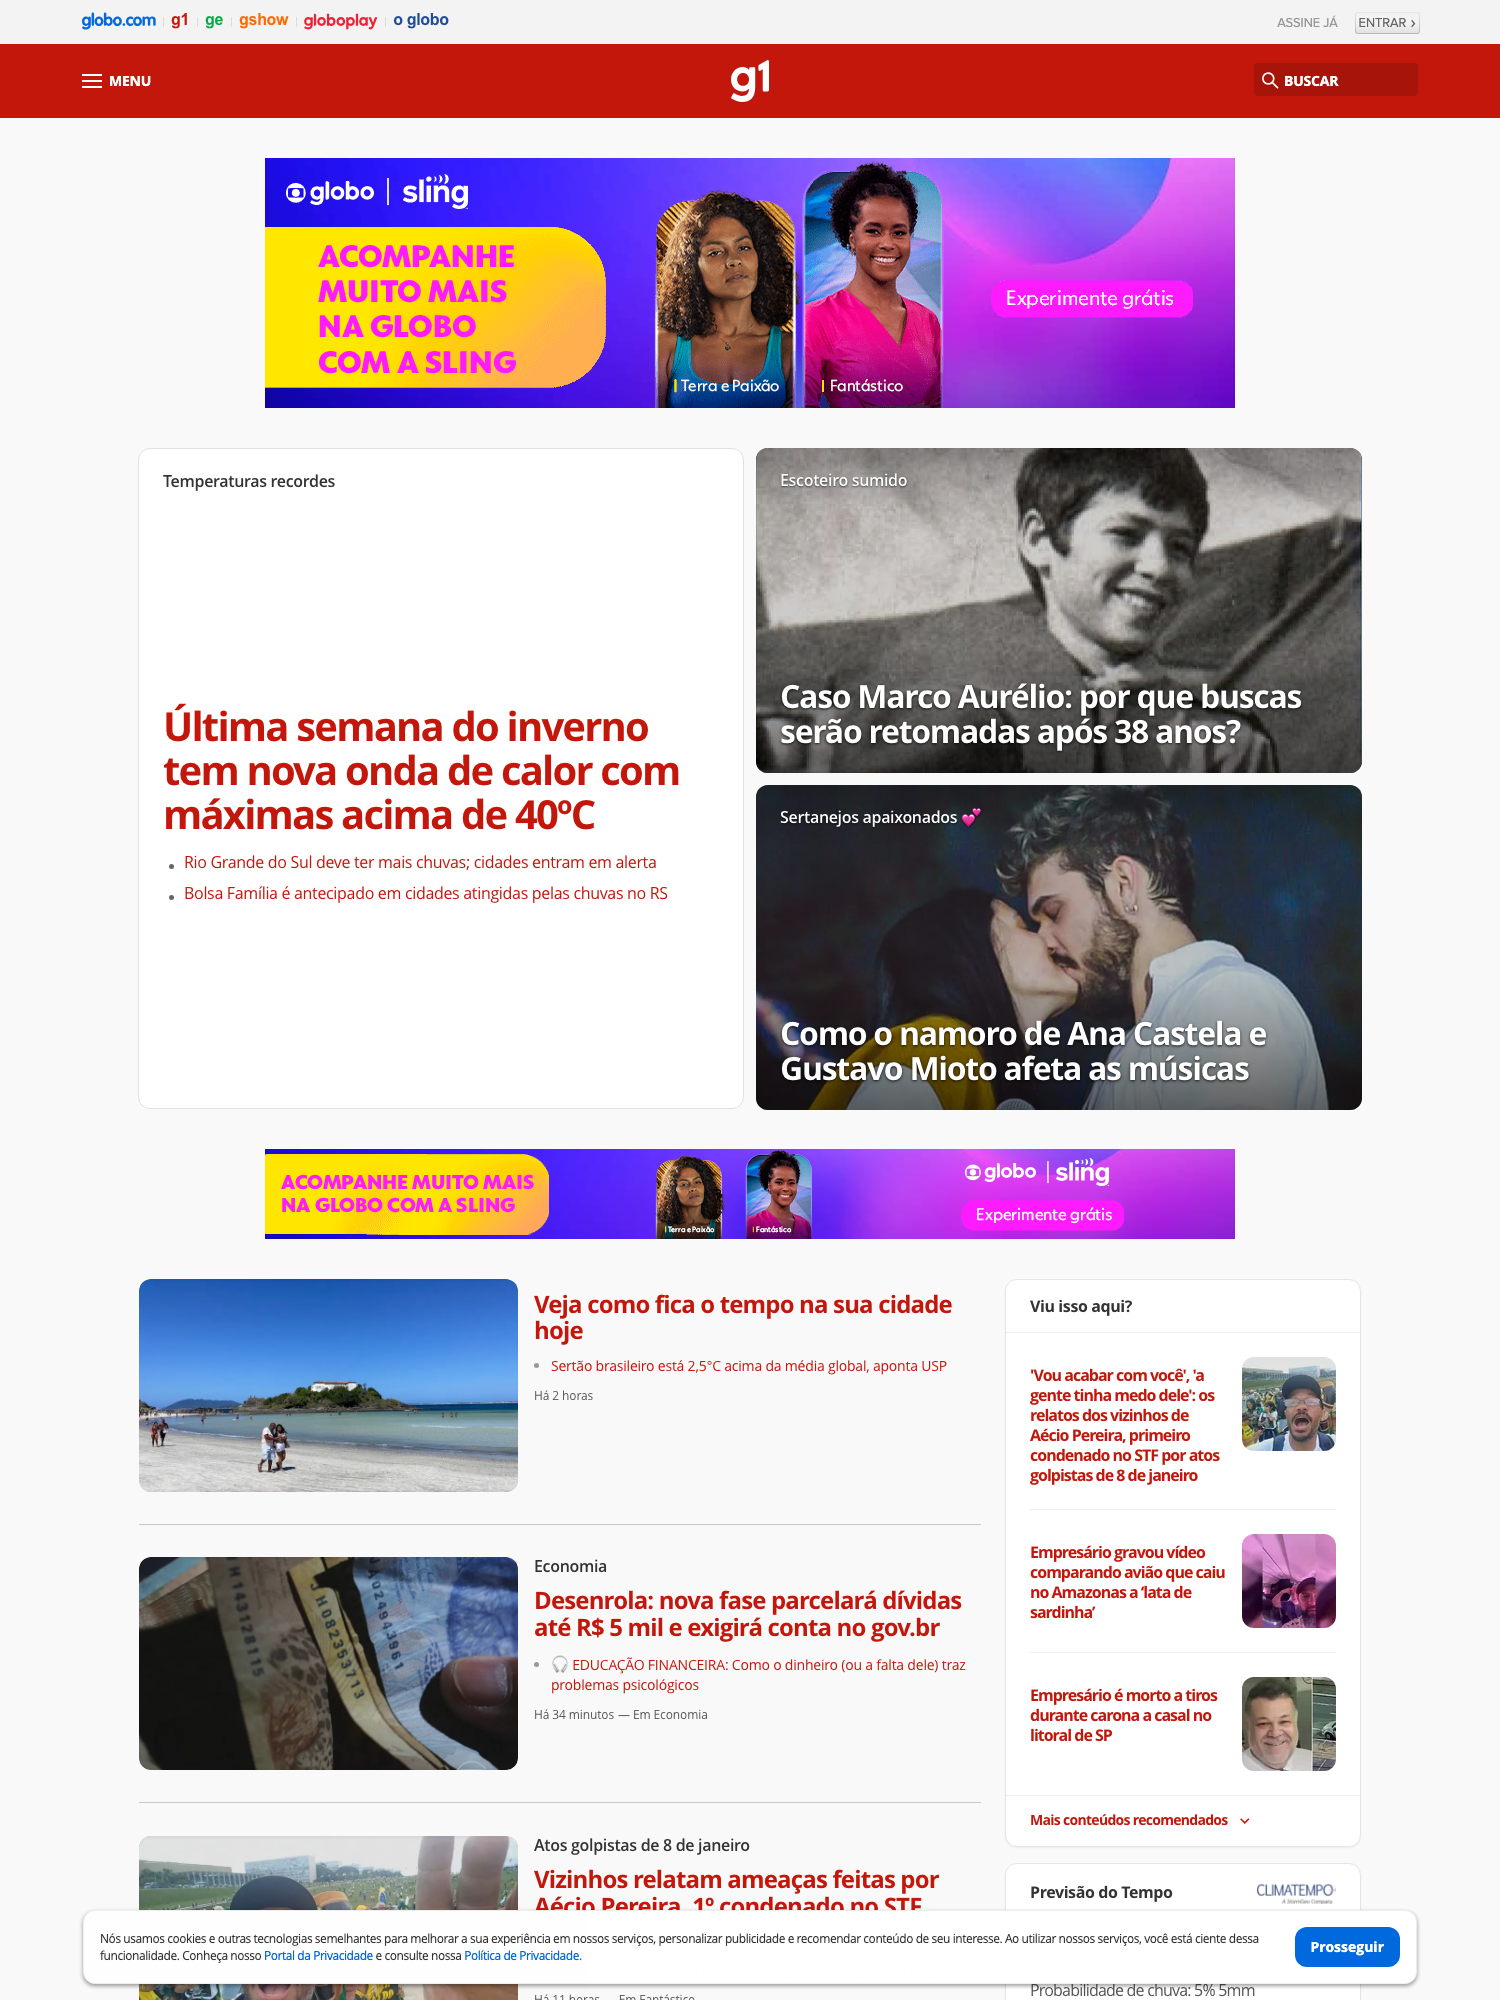 globo.com g1 ge gshow globoplay o globo
ASSINE JÁ ENTRAR ›
MENU
g1
BUSCAR
globo | sling
ACOMPANHE
MUITO MAIS
NA GLOBO
COM A SLING
Terra e Paixão
Fantástico
Experimente grátis
Temperaturas recordes
Última semana do inverno
tem nova onda de calor com
máximas acima de 40ºC
Rio Grande do Sul deve ter mais chuvas; cidades entram em alerta
Bolsa Família é antecipado em cidades atingidas pelas chuvas no RS
Escoteiro sumido
Caso Marco Aurélio: por que buscas
serão retomadas após 38 anos?
Sertanejos apaixonados 💕
Como o namoro de Ana Castela e
Gustavo Mioto afeta as músicas
ACOMPANHE MUITO MAIS
NA GLOBO COM A SLING
Terra e Paixão
Fantástico
globo | sling
Experimente grátis
Veja como fica o tempo na sua cidade
hoje
Sertão brasileiro está 2,5°C acima da média global, aponta USP
Há 2 horas
Economia
Desenrola: nova fase parcelará dívidas
até R$ 5 mil e exigirá conta no gov.br
🎧 EDUCAÇÃO FINANCEIRA: Como o dinheiro (ou a falta dele) traz
problemas psicológicos
Há 34 minutos — Em Economia
Atos golpistas de 8 de janeiro
Vizinhos relatam ameaças feitas por
Aécio Pereira, 1º condenado no STF
Há 11 horas — Em Fantástico
Viu isso aqui?
'Vou acabar com você', 'a
gente tinha medo dele': os
relatos dos vizinhos de
Aécio Pereira, primeiro
condenado no STF por atos
golpistas de 8 de janeiro
Empresário gravou vídeo
comparando avião que caiu
no Amazonas a 'lata de
sardinha'
Empresário é morto a tiros
durante carona a casal no
litoral de SP
Mais conteúdos recomendados
Previsão do Tempo
CLIMATEMPO
A StormGeo Company
Probabilidade de chuva: 5% 5mm
Nós usamos cookies e outras tecnologias semelhantes para melhorar a sua experiência em nossos serviços, personalizar publicidade e recomendar conteúdo de seu interesse. Ao utilizar nossos serviços, você está ciente dessa
funcionalidade. Conheça nosso Portal da Privacidade e consulte nossa Política de Privacidade.
Prosseguir